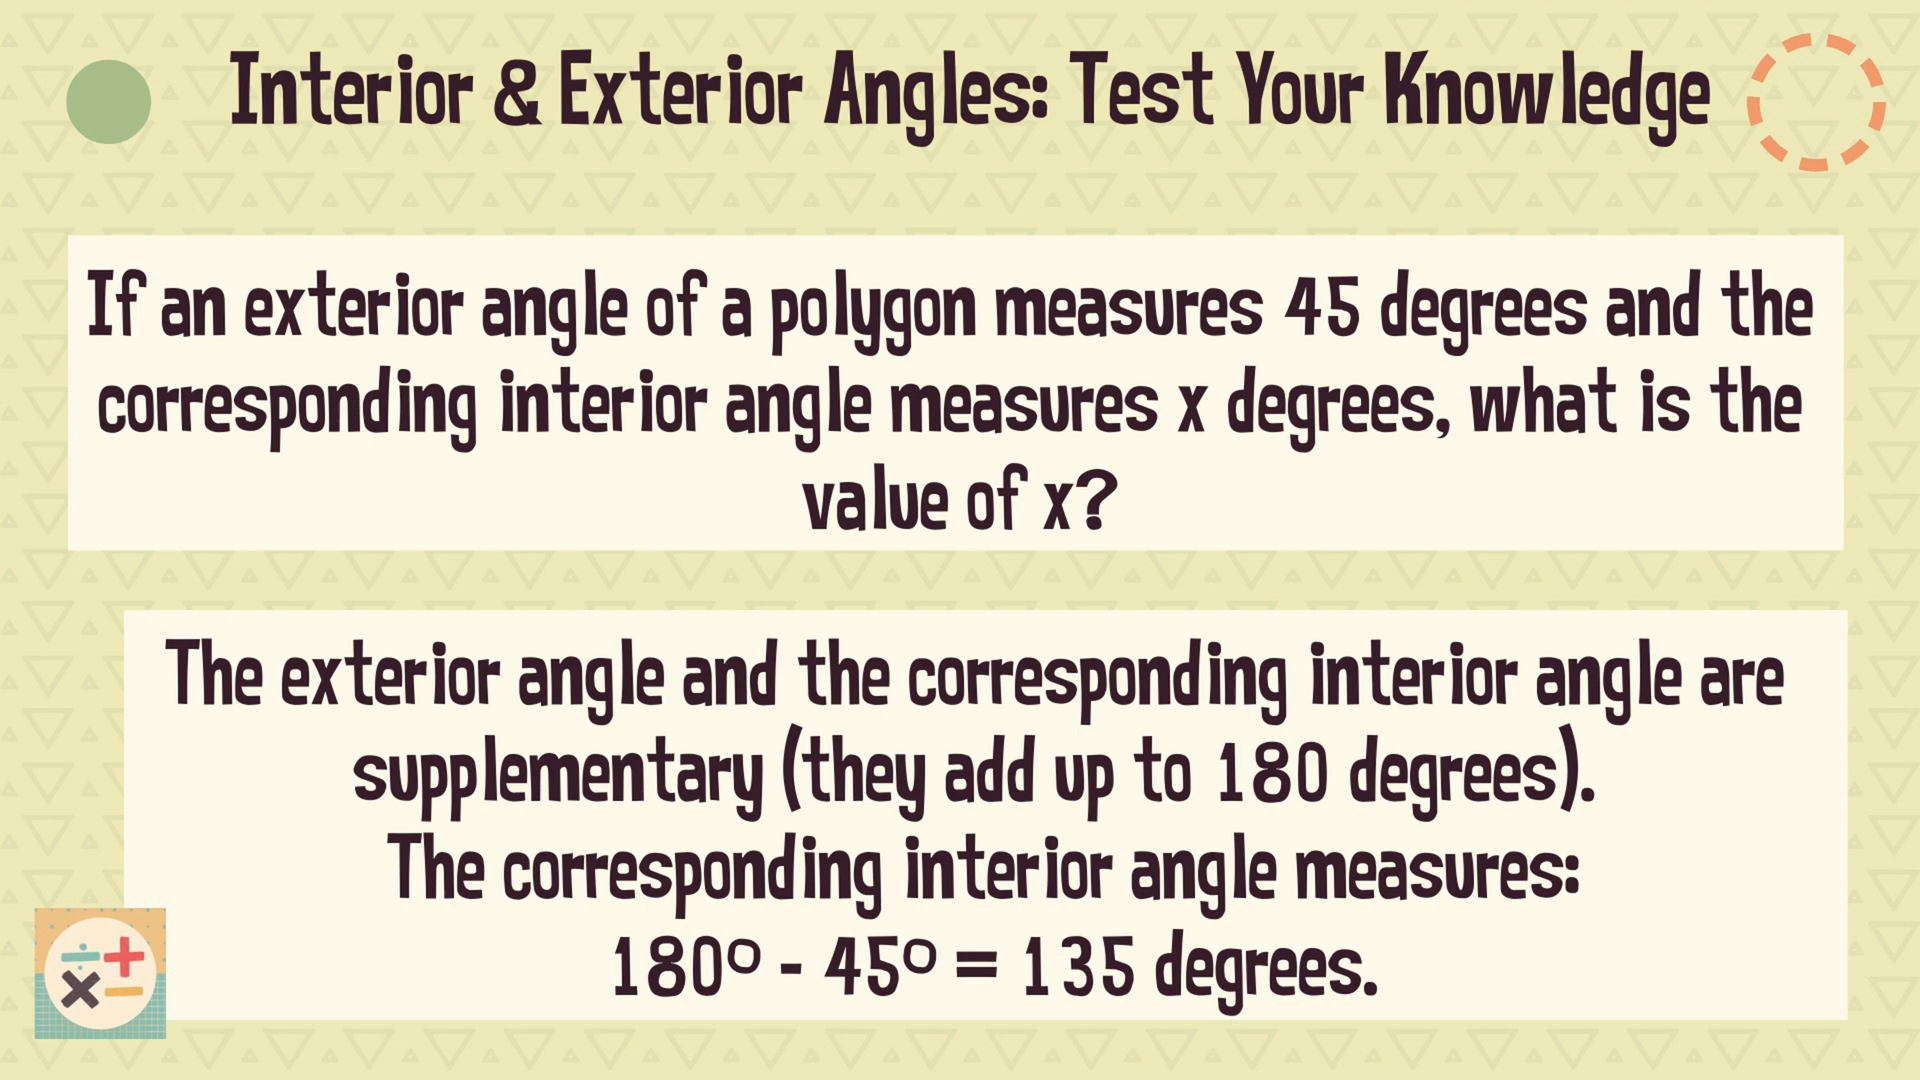 Interior & Exterior Angles: Test Your Knowledge
If an exterior angle of a polygon measures 45 degrees and the
corresponding interior angle measures x degrees, what is the
value of x?
The exterior angle and the corresponding interior angle are
supplementary (they add up to 180 degrees).
The corresponding interior angle measures:
180º - 45º = 135 degrees.